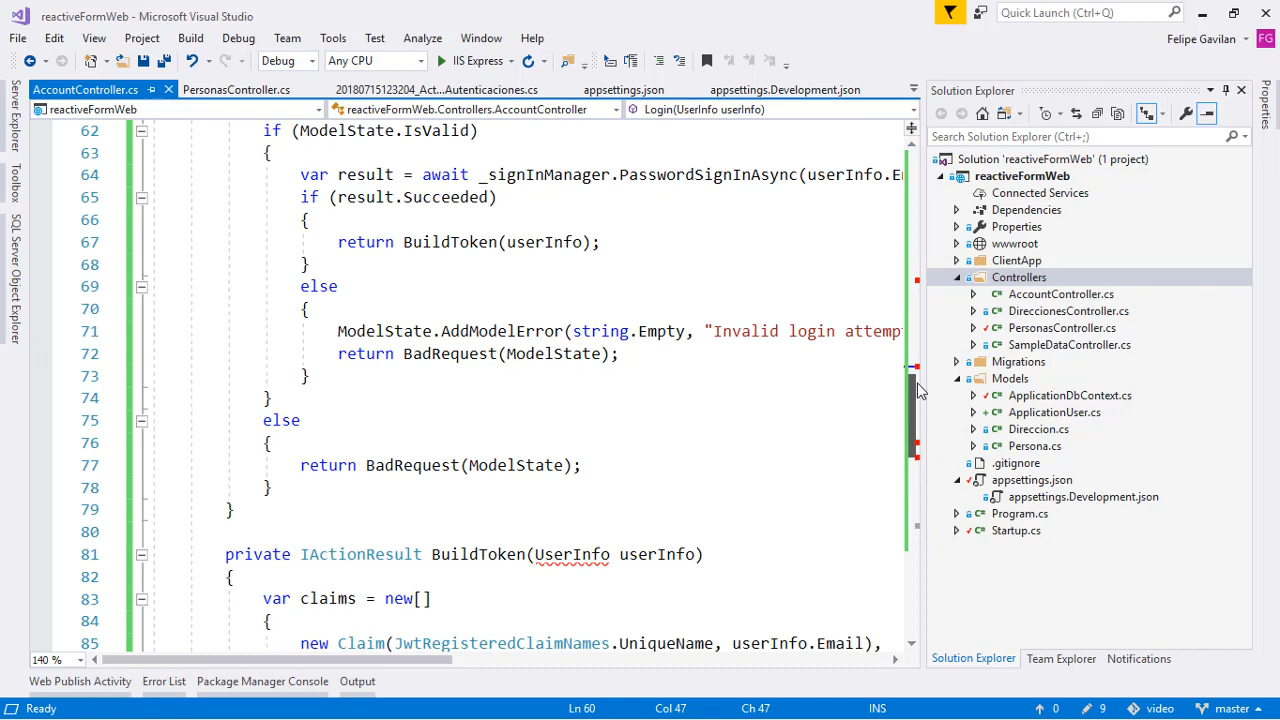 reactiveFormWeb - Microsoft Visual Studio
Quick Launch (Ctrl+Q)
File Edit View Project Build Debug Team Tools Test Analyze Window Help
Felipe Gavilan FG
Debug Any CPU IIS Express
AccountController.cs PersonasController.cs 20180715123204_Act...Autenticaciones.cs appsettings.json appsettings.Development.json
reactiveFormWeb reactiveFormWeb.Controllers.AccountController Login(UserInfo userInfo)
Server Explorer
Toolbox
SQL Server Object Explorer
62 if (ModelState.IsValid)
63 {
64 var result = await _signInManager.PasswordSignInAsync(userInfo.Em
65 if (result.Succeeded)
66 {
67 return BuildToken(userInfo);
68 }
69 else
70 {
71 ModelState.AddModelError(string.Empty, "Invalid login attempt
72 return BadRequest(ModelState);
73 }
74 }
75 else
76 {
77 return BadRequest(ModelState);
78 }
79 }
80
81 private IActionResult BuildToken(UserInfo userInfo)
82 {
83 var claims = new[]
84 {
85 new Claim(JwtRegisteredClaimNames.UniqueName, userInfo.Email),
140 %
Solution Explorer
Search Solution Explorer (Ctrl+;)
Solution 'reactiveFormWeb' (1 project)
reactiveFormWeb
Connected Services
Dependencies
Properties
wwwroot
ClientApp
Controllers
AccountController.cs
DireccionesController.cs
PersonasController.cs
SampleDataController.cs
Migrations
Models
ApplicationDbContext.cs
ApplicationUser.cs
Direccion.cs
Persona.cs
.gitignore
appsettings.json
appsettings.Development.json
Program.cs
Startup.cs
Solution Explorer Team Explorer Notifications
Properties
Web Publish Activity Error List Package Manager Console Output
Ready Ln 60 Col 47 Ch 47 INS 0 9 video master